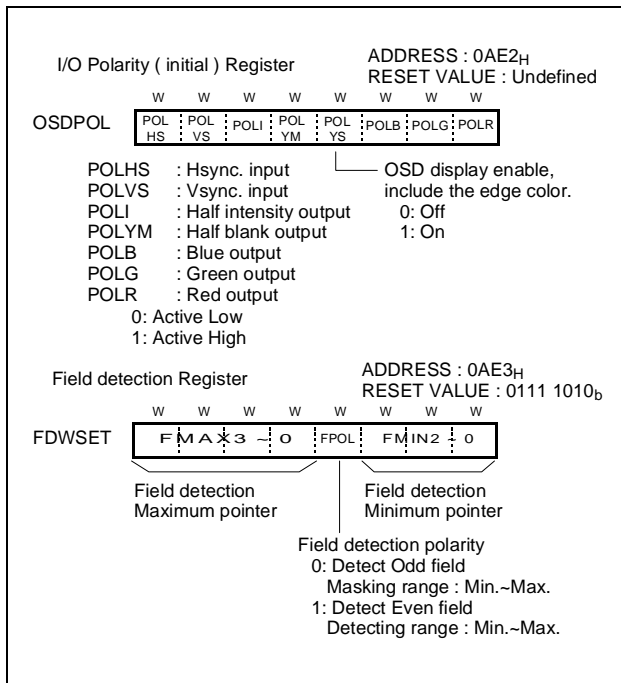 I/O Polarity ( initial ) Register
ADDRESS : 0AE2H
RESET VALUE : Undefined
W W W W W W W W
OSDPOL POL HS POL VS POLI POL YM POL YS POLB POLG POLR
POLHS : Hsync. input
POLVS : Vsync. input
POLI : Half intensity output
POLYM : Half blank output
POLB : Blue output
POLG : Green output
POLR : Red output
0: Active Low
1: Active High
OSD display enable,
include the edge color.
0: Off
1: On
Field detection Register
ADDRESS : 0AE3H
RESET VALUE : 0111 1010b
W W W W W W W W
FDWSET FMAX3 ~ 0 FPOL FMIN2 ~ 0
Field detection
Maximum pointer
Field detection
Minimum pointer
Field detection polarity
0: Detect Odd field
Masking range : Min.~Max.
1: Detect Even field
Detecting range : Min.~Max.